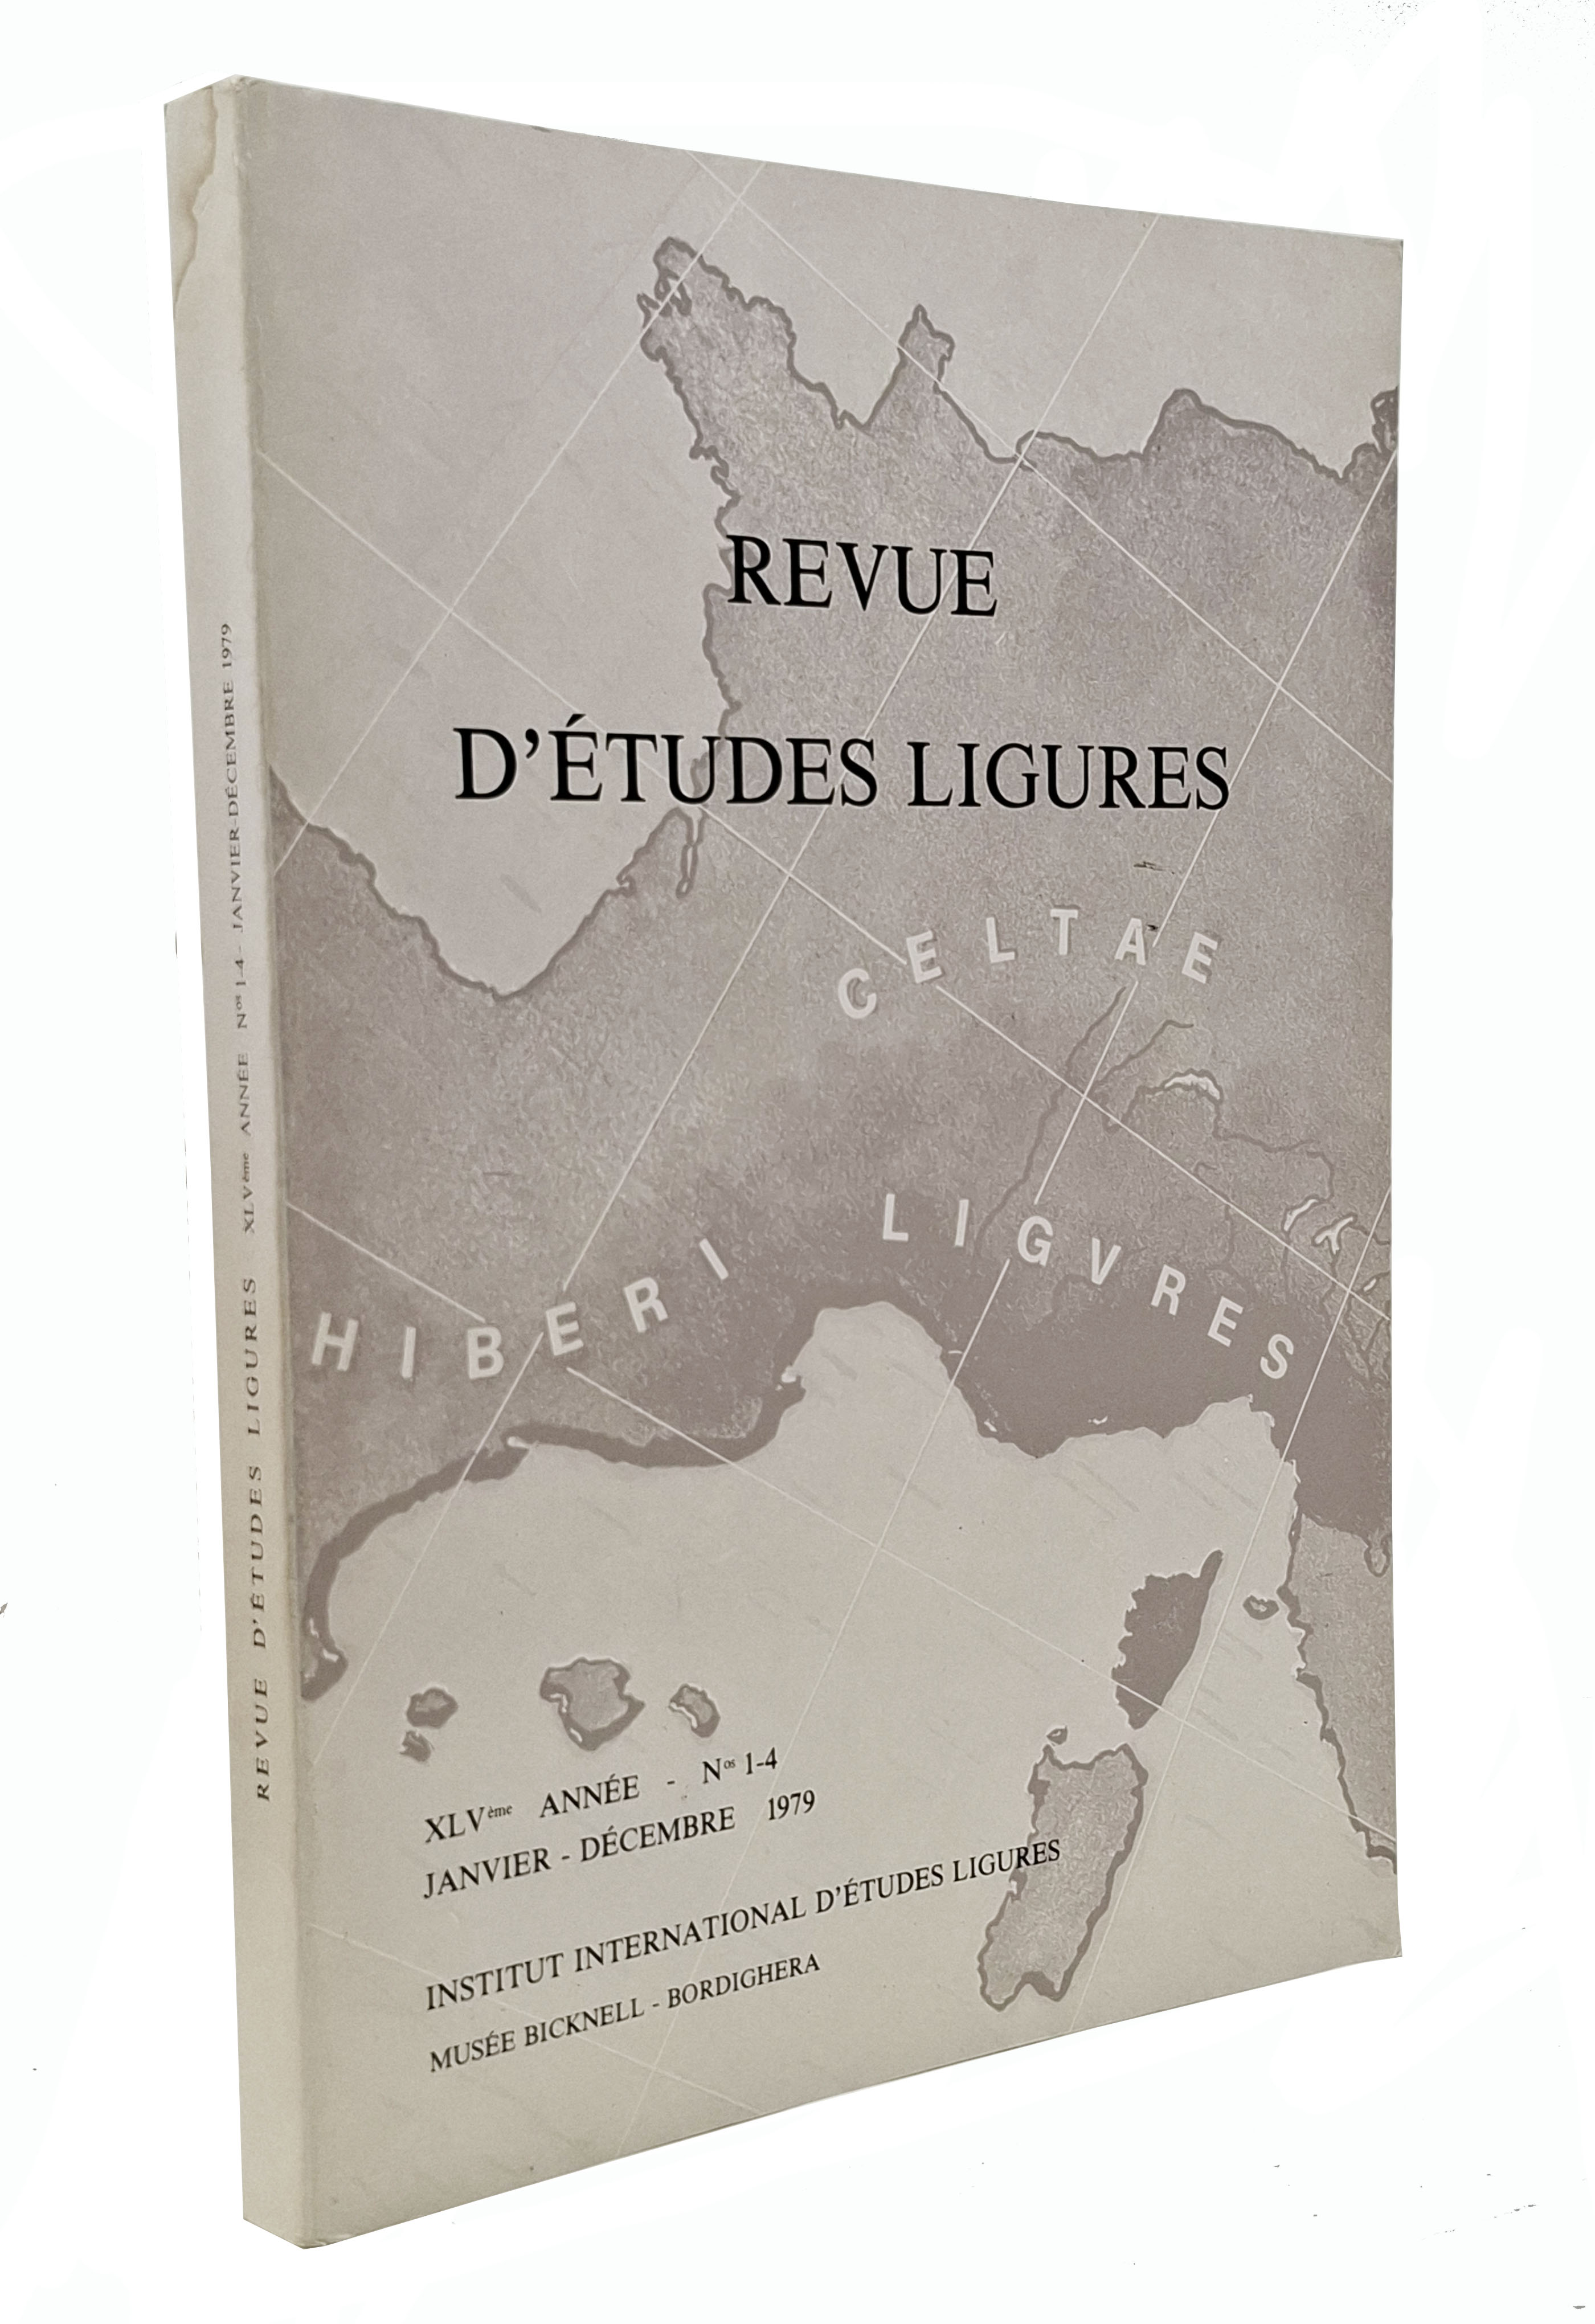 REVUE
D'ÉTUDES LIGURES
CELTAE
LIGVRES
HIBERI
XLVème ANNÉE - Nos 1-4
JANVIER - DÉCEMBRE 1979
INSTITUT INTERNATIONAL D'ÉTUDES LIGURES
MUSÉE BICKNELL - BORDIGHERA
REVUE D'ÉTUDES LIGURES XLVème ANNÉE Nos 1-4 - JANVIER-DÉCEMBRE 1979